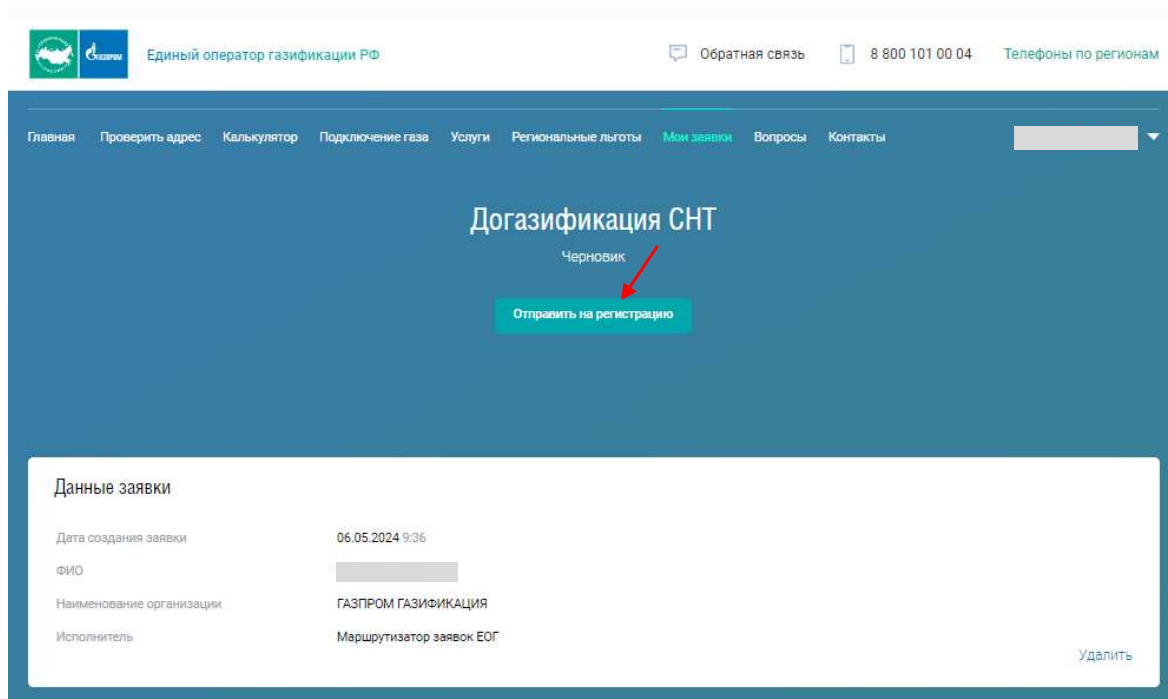 ГАЗПРОМ Единый оператор газификации РФ Обратная связь 8 800 101 00 04 Телефоны по регионам
Главная Проверить адрес Калькулятор Подключение газа Услуги Региональные льготы Мои заявки Вопросы Контакты
Догазификация СНТ
Черновик
Отправить на регистрацию
Данные заявки
Дата создания заявки 06.05.2024 9:36
ФИО
Наименование организации ГАЗПРОМ ГАЗИФИКАЦИЯ
Исполнитель Маршрутизатор заявок ЕОГ
Удалить